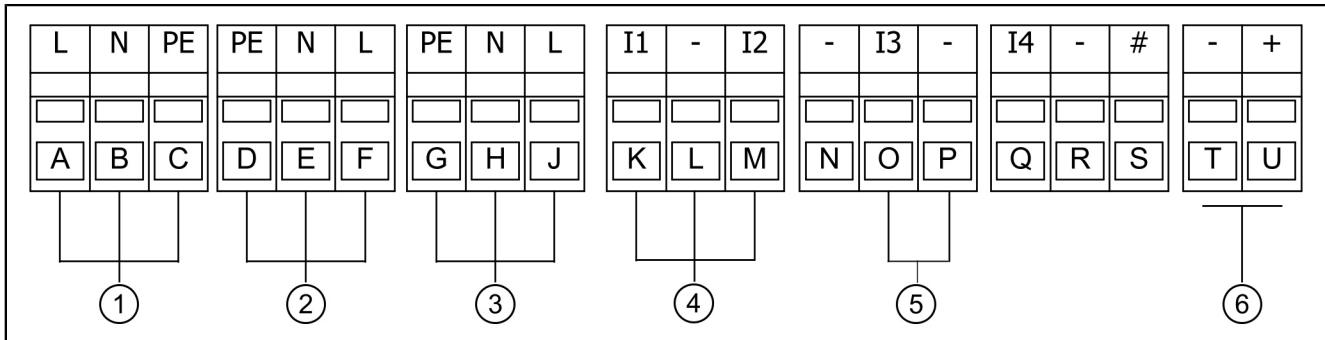 L N PE PE N L PE N L I1 - I2 - I3 - I4 - # - +
A B C D E F G H J K L M N O P Q R S T U
1 2 3 4 5 6